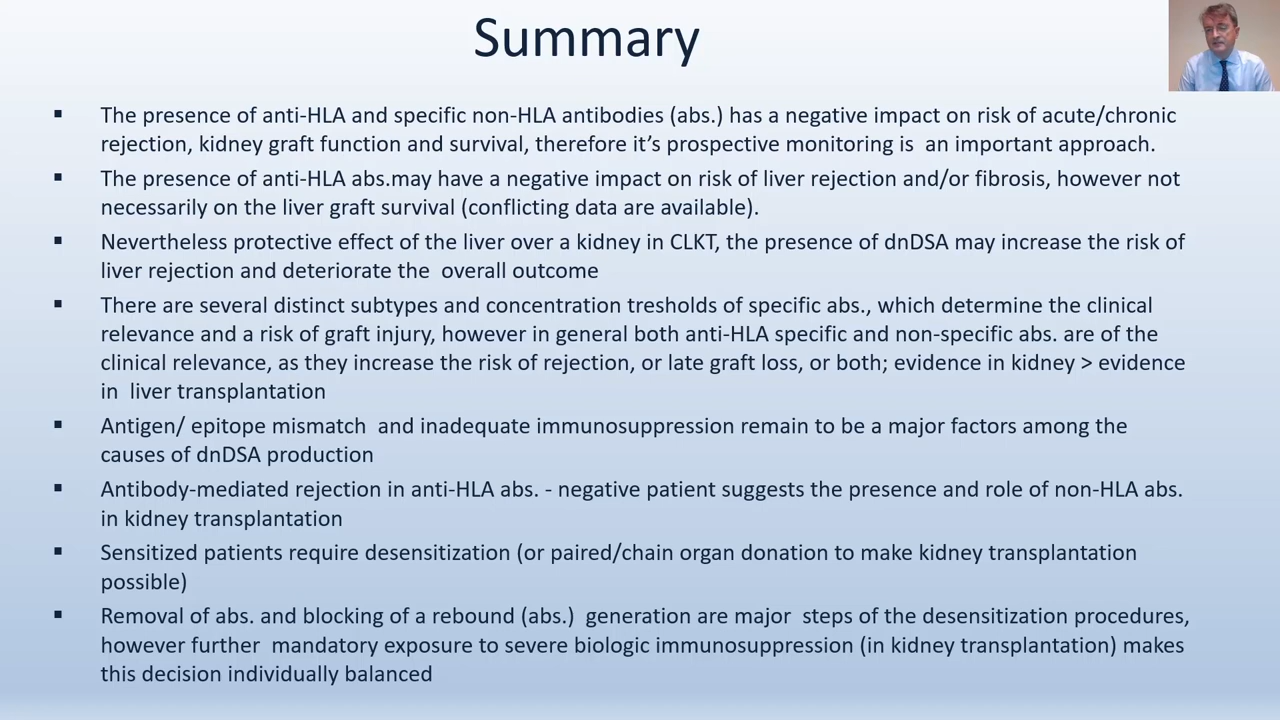 Summary
▪ The presence of anti-HLA and specific non-HLA antibodies (abs.) has a negative impact on risk of acute/chronic
rejection, kidney graft function and survival, therefore it’s prospective monitoring is  an important approach.
▪ The presence of anti-HLA abs.may have a negative impact on risk of liver rejection and/or fibrosis, however not
necessarily on the liver graft survival (conflicting data are available).
▪ Nevertheless protective effect of the liver over a kidney in CLKT, the presence of dnDSA may increase the risk of
liver rejection and deteriorate the  overall outcome
▪ There are several distinct subtypes and concentration tresholds of specific abs., which determine the clinical
relevance and a risk of graft injury, however in general both anti-HLA specific and non-specific abs. are of the
clinical relevance, as they increase the risk of rejection, or late graft loss, or both; evidence in kidney > evidence
in  liver transplantation
▪ Antigen/ epitope mismatch  and inadequate immunosuppression remain to be a major factors among the
causes of dnDSA production
▪ Antibody-mediated rejection in anti-HLA abs. - negative patient suggests the presence and role of non-HLA abs.
in kidney transplantation
▪ Sensitized patients require desensitization (or paired/chain organ donation to make kidney transplantation
possible)
▪ Removal of abs. and blocking of a rebound (abs.)  generation are major  steps of the desensitization procedures,
however further  mandatory exposure to severe biologic immunosuppression (in kidney transplantation) makes
this decision individually balanced